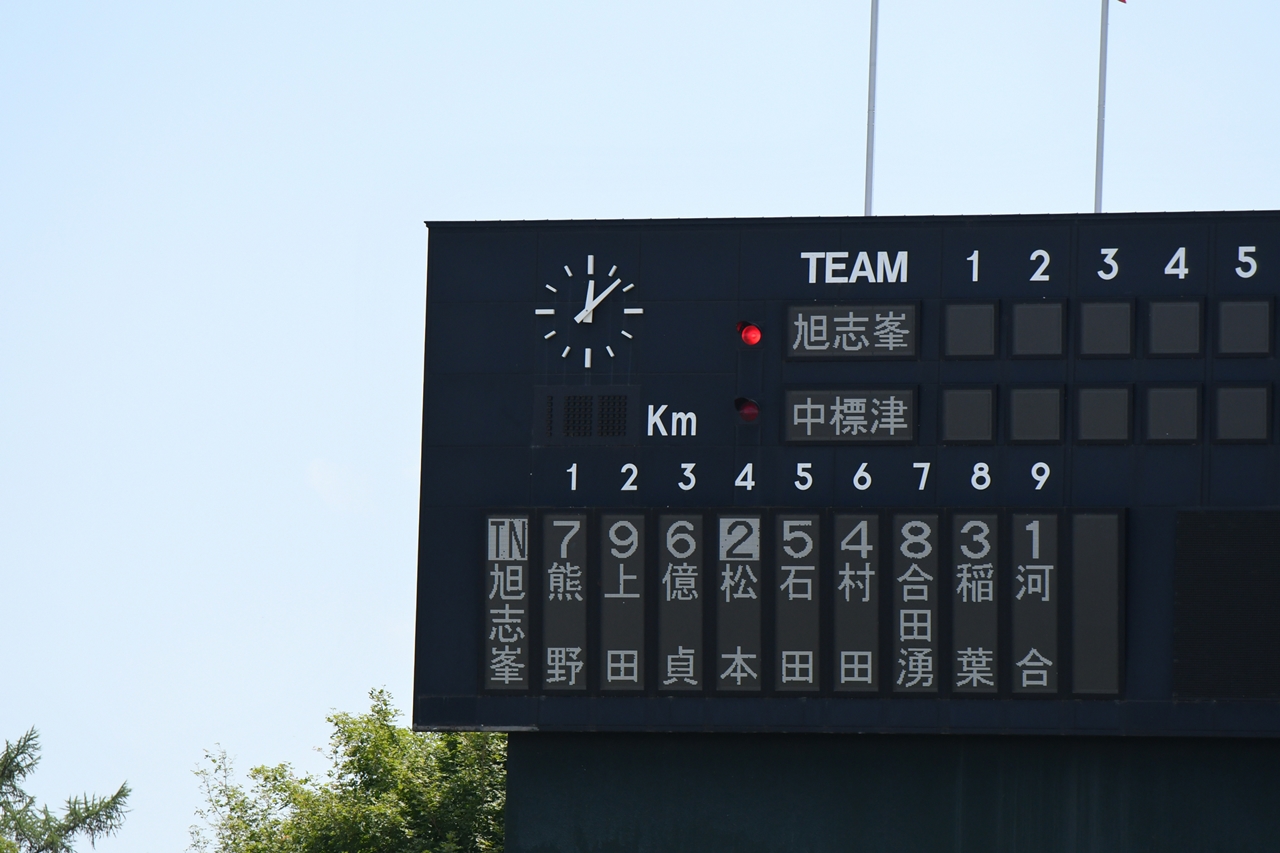 TEAM 1 2 3 4 5
旭志峯
中標津
Km
1 2 3 4 5 6 7 8 9
TN 7 9 6 2 5 4 8 3 1
旭志峯
熊野
上田
億貞
松本
石田
村田
合田湧
稲葉
河合